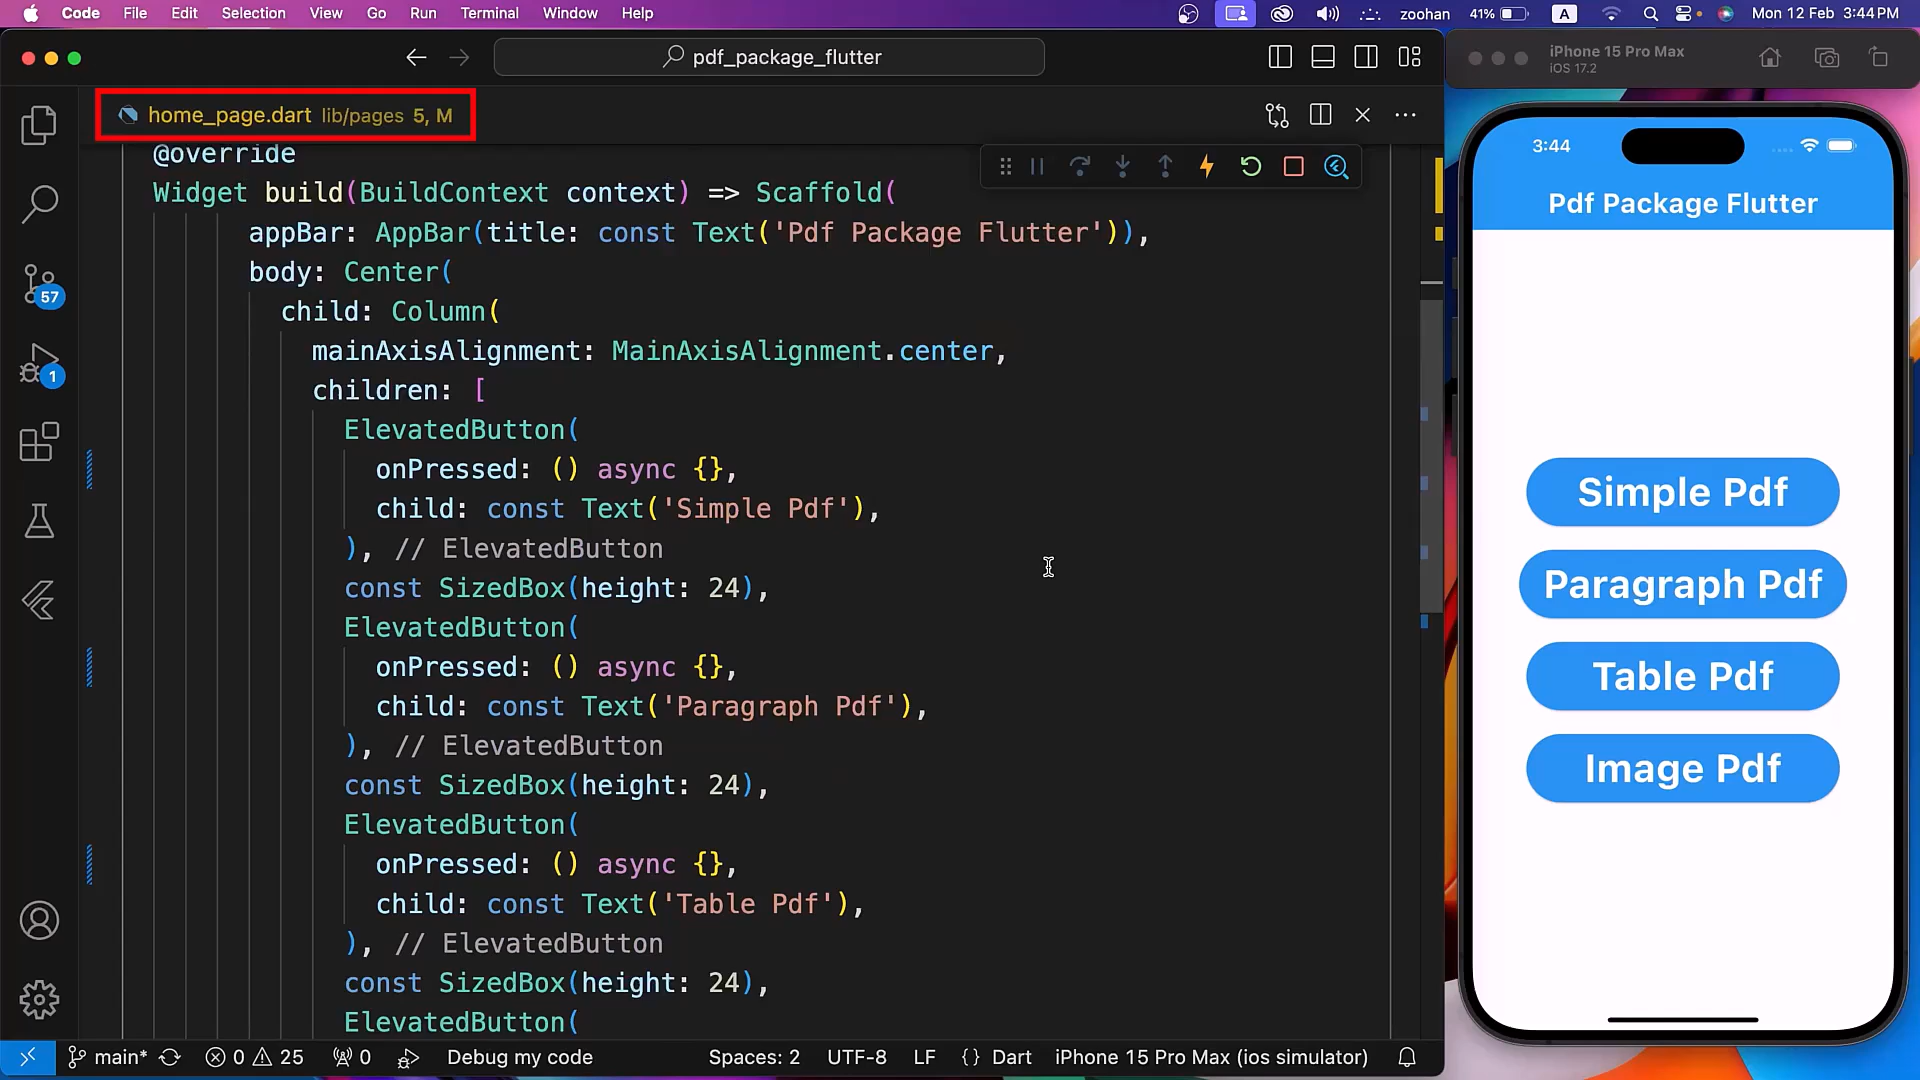 Code File Edit Selection View Go Run Terminal Window Help zoohan 41% A Mon 12 Feb 3:44PM
pdf_package_flutter
iPhone 15 Pro Max
iOS 17.2
home_page.dart lib/pages 5, M
@override
Widget build(BuildContext context) => Scaffold(
appBar: AppBar(title: const Text('Pdf Package Flutter')),
body: Center(
child: Column(
mainAxisAlignment: MainAxisAlignment.center,
children: [
ElevatedButton(
onPressed: () async {},
child: const Text('Simple Pdf'),
), // ElevatedButton
const SizedBox(height: 24),
ElevatedButton(
onPressed: () async {},
child: const Text('Paragraph Pdf'),
), // ElevatedButton
const SizedBox(height: 24),
ElevatedButton(
onPressed: () async {},
child: const Text('Table Pdf'),
), // ElevatedButton
const SizedBox(height: 24),
ElevatedButton(
57
1
3:44
Pdf Package Flutter
Simple Pdf
Paragraph Pdf
Table Pdf
Image Pdf
main* 0 25 0 Debug my code Spaces: 2 UTF-8 LF {} Dart iPhone 15 Pro Max (ios simulator)